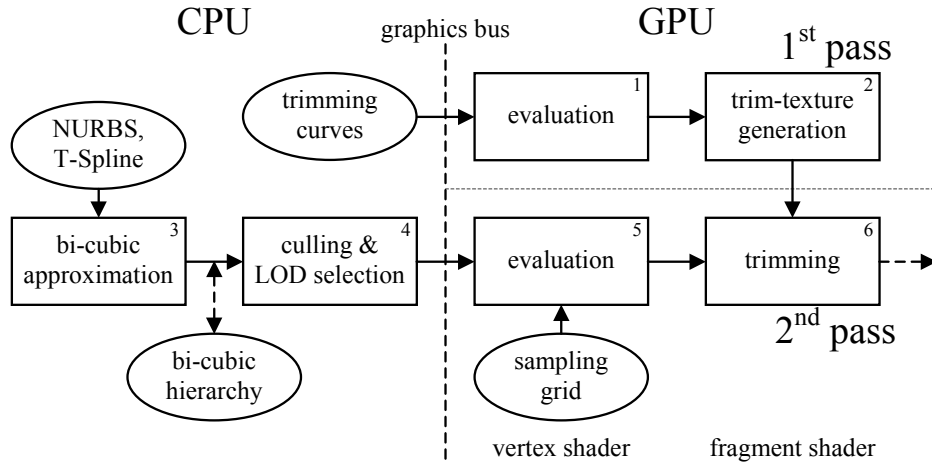 CPU
graphics bus
GPU
1st pass
trimming
curves
1
evaluation
2
trim-texture
generation
NURBS,
T-Spline
3
bi-cubic
approximation
4
culling &
LOD selection
5
evaluation
6
trimming
2nd pass
bi-cubic
hierarchy
sampling
grid
vertex shader
fragment shader